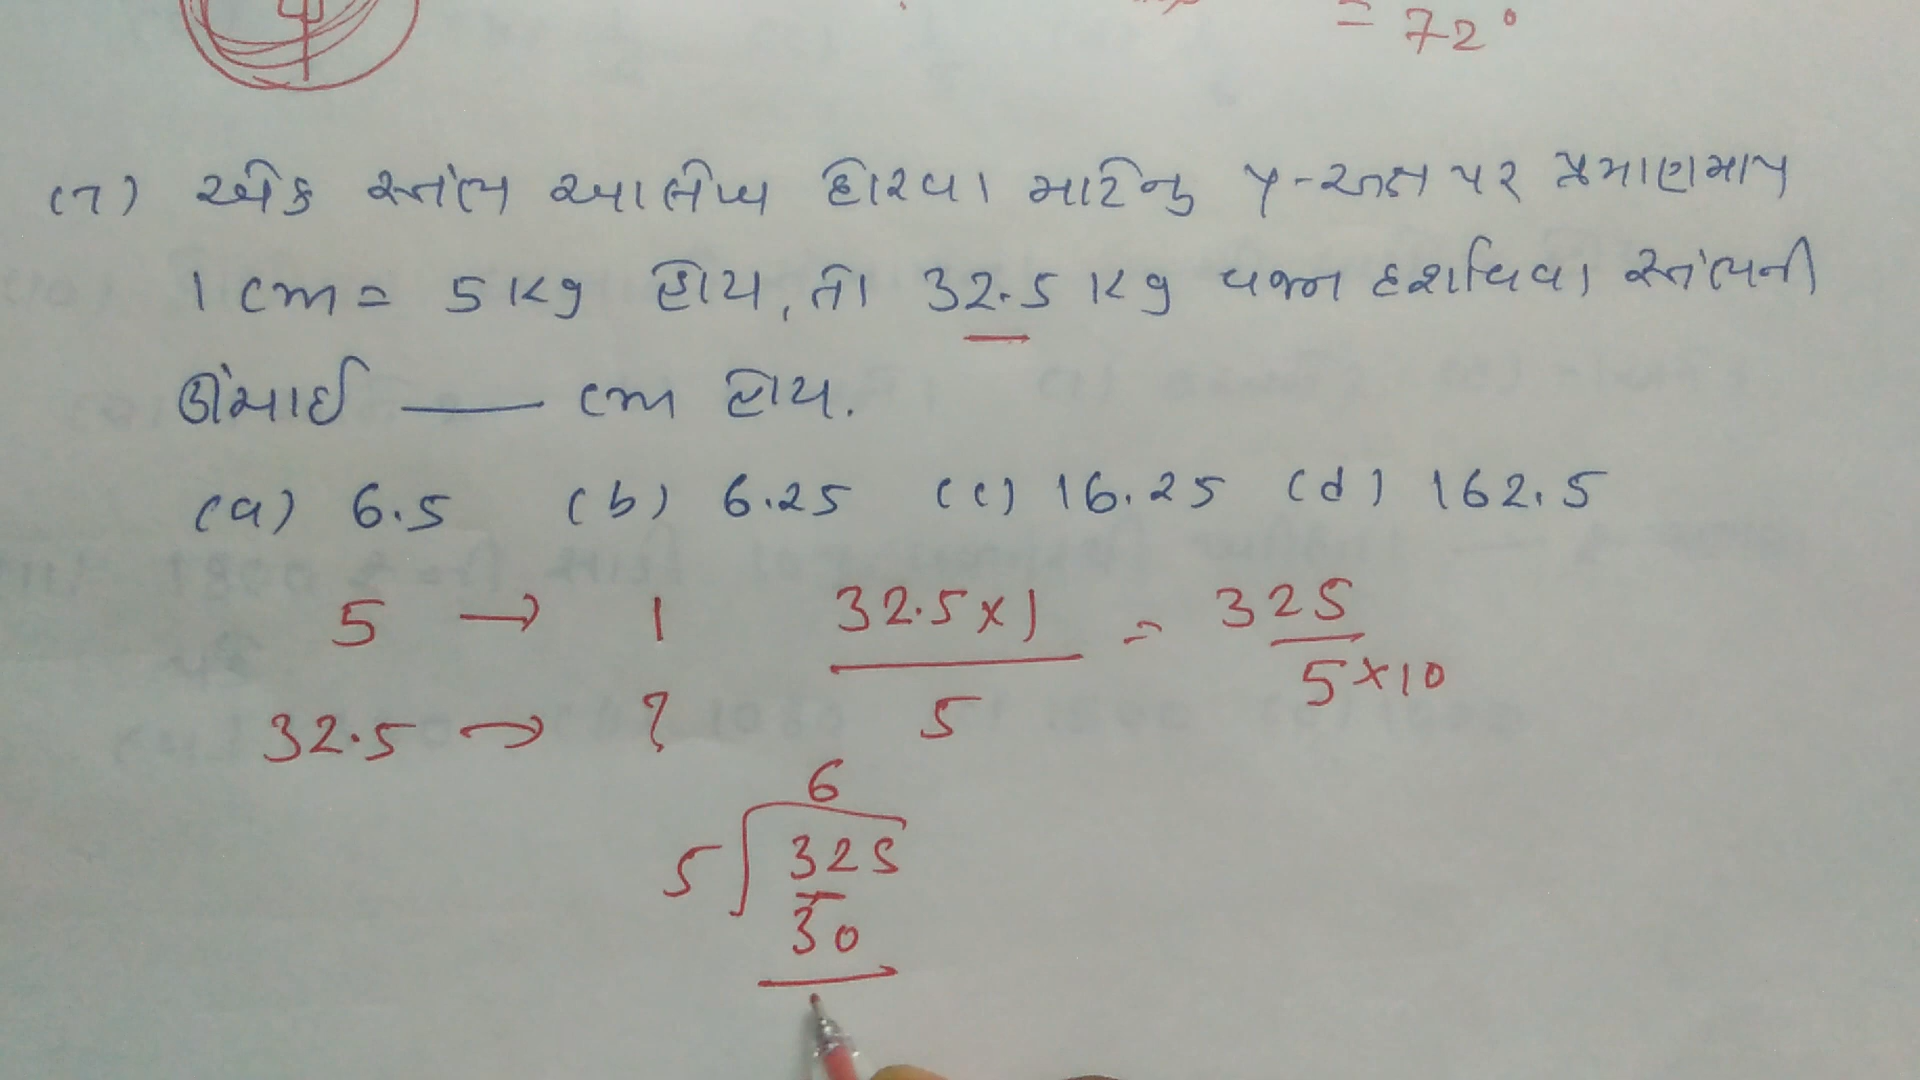 = 72°
(7) એક સ્તંભ આલેખ દોરવા માટેનુ y-અક્ષ પર પ્રમાણમાપ
1 cm = 5 kg હોય, તો 32.5 kg વજન દર્શાવવા સ્તંભની
ઊંચાઈ ___ cm હોય.
(a) 6.5 (b) 6.25 (c) 16.25 (d) 162.5
5 → 1 32.5 x 1 / 5 = 325 / 5 x 10
32.5 → ?
6
5 325
30